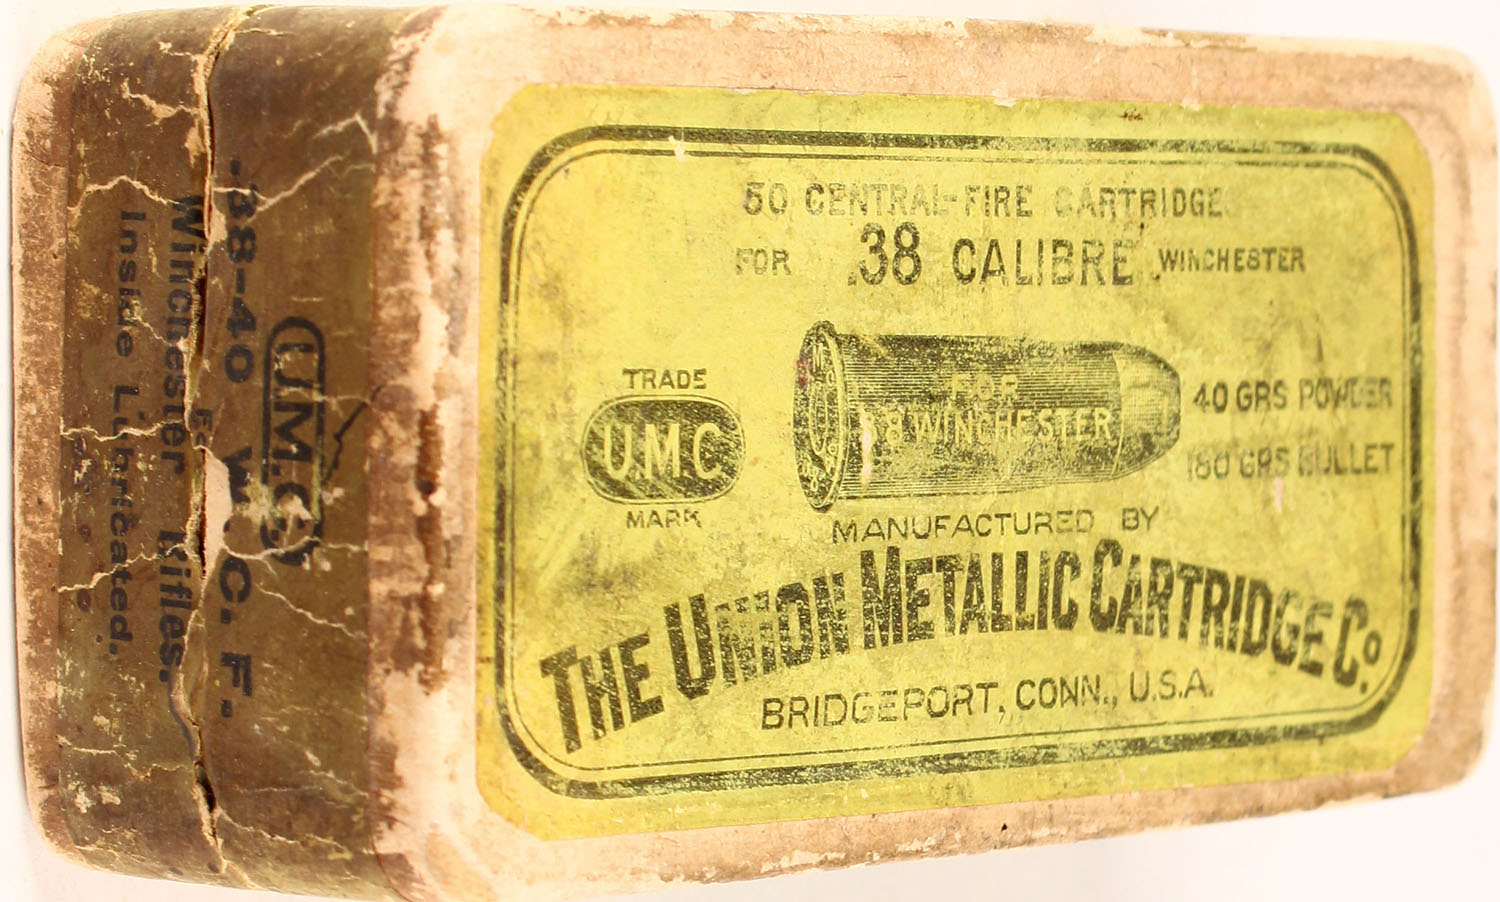 50 CENTRAL-FIRE CARTRIDGE
FOR .38 CALIBRE WINCHESTER
FOR
38 WINCHESTER
40 GRS POWDER
180 GRS BULLET
TRADE
U.M.C
MARK
MANUFACTURED BY
THE UNION METALLIC CARTRIDGE Co.
BRIDGEPORT, CONN., U.S.A.
U.M.C.
.38-40 W.C.F.
FOR
Winchester Rifles.
Inside Lubricated.